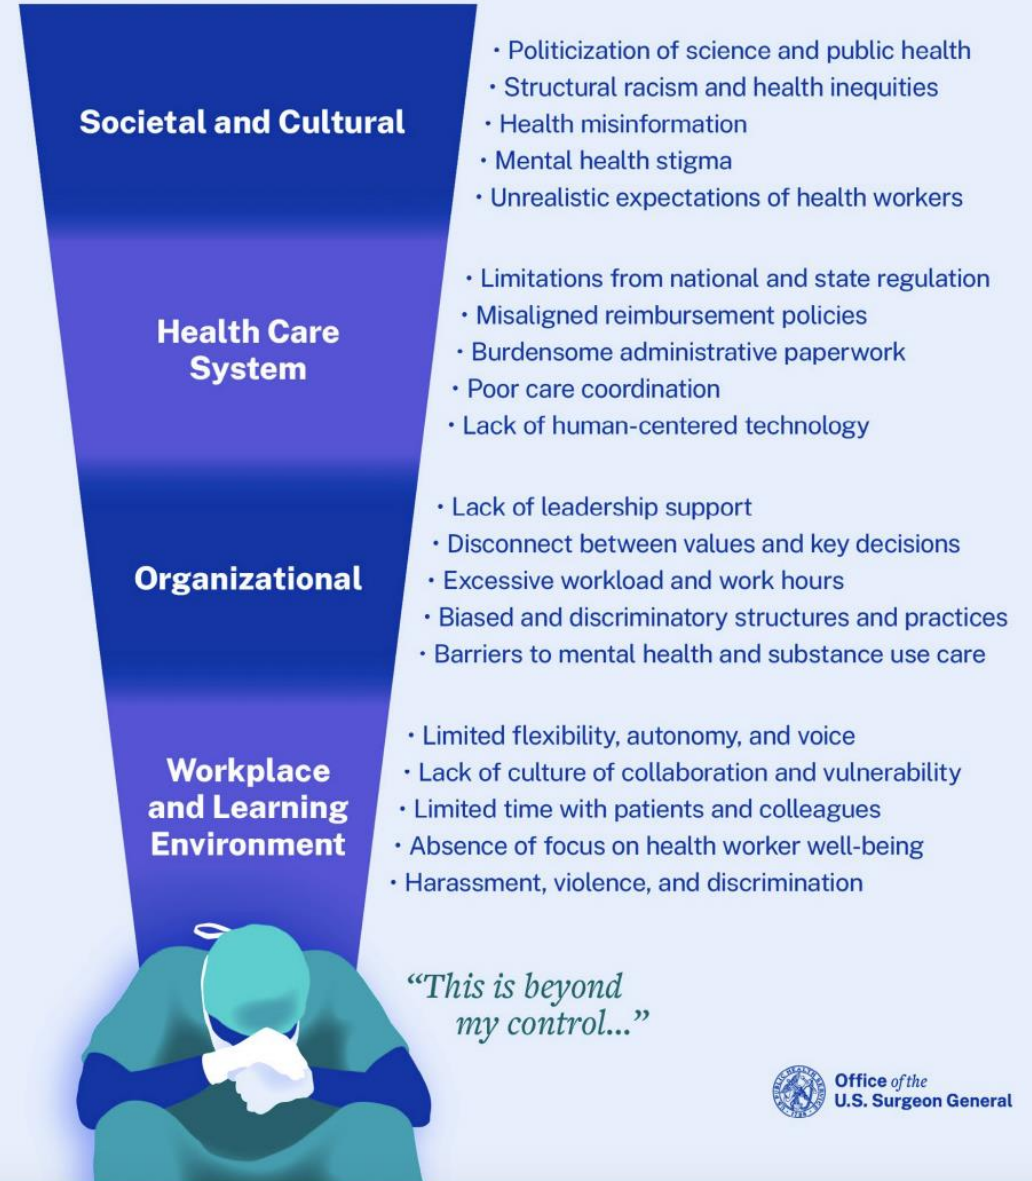 Societal and Cultural
• Politicization of science and public health
• Structural racism and health inequities
• Health misinformation
• Mental health stigma
• Unrealistic expectations of health workers
Health Care
System
• Limitations from national and state regulation
• Misaligned reimbursement policies
• Burdensome administrative paperwork
• Poor care coordination
• Lack of human-centered technology
Organizational
• Lack of leadership support
• Disconnect between values and key decisions
• Excessive workload and work hours
• Biased and discriminatory structures and practices
• Barriers to mental health and substance use care
Workplace
and Learning
Environment
• Limited flexibility, autonomy, and voice
• Lack of culture of collaboration and vulnerability
• Limited time with patients and colleagues
• Absence of focus on health worker well-being
• Harassment, violence, and discrimination
“This is beyond
my control...”
Office of the
U.S. Surgeon General